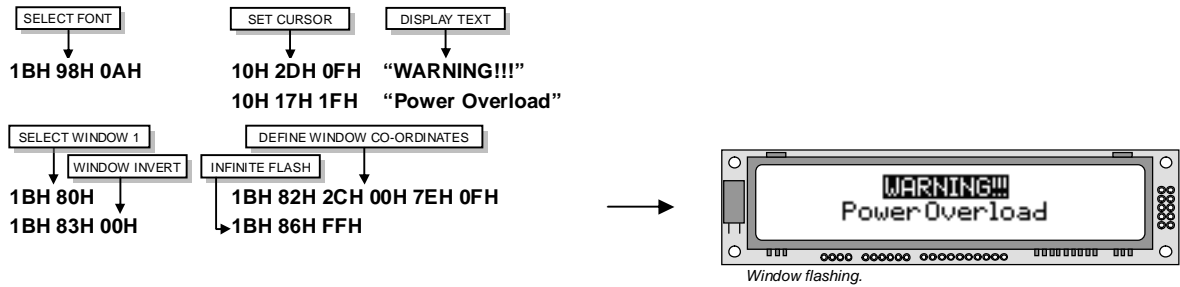 SELECT FONT SET CURSOR DISPLAY TEXT
1BH 98H 0AH 10H 2DH 0FH “WARNING!!!”
10H 17H 1FH “Power Overload”
SELECT WINDOW 1 DEFINE WINDOW CO-ORDINATES
WINDOW INVERT INFINITE FLASH
1BH 80H 1BH 82H 2CH 00H 7EH 0FH
1BH 83H 00H 1BH 86H FFH
WARNING!!!
Power Overload
Window flashing.